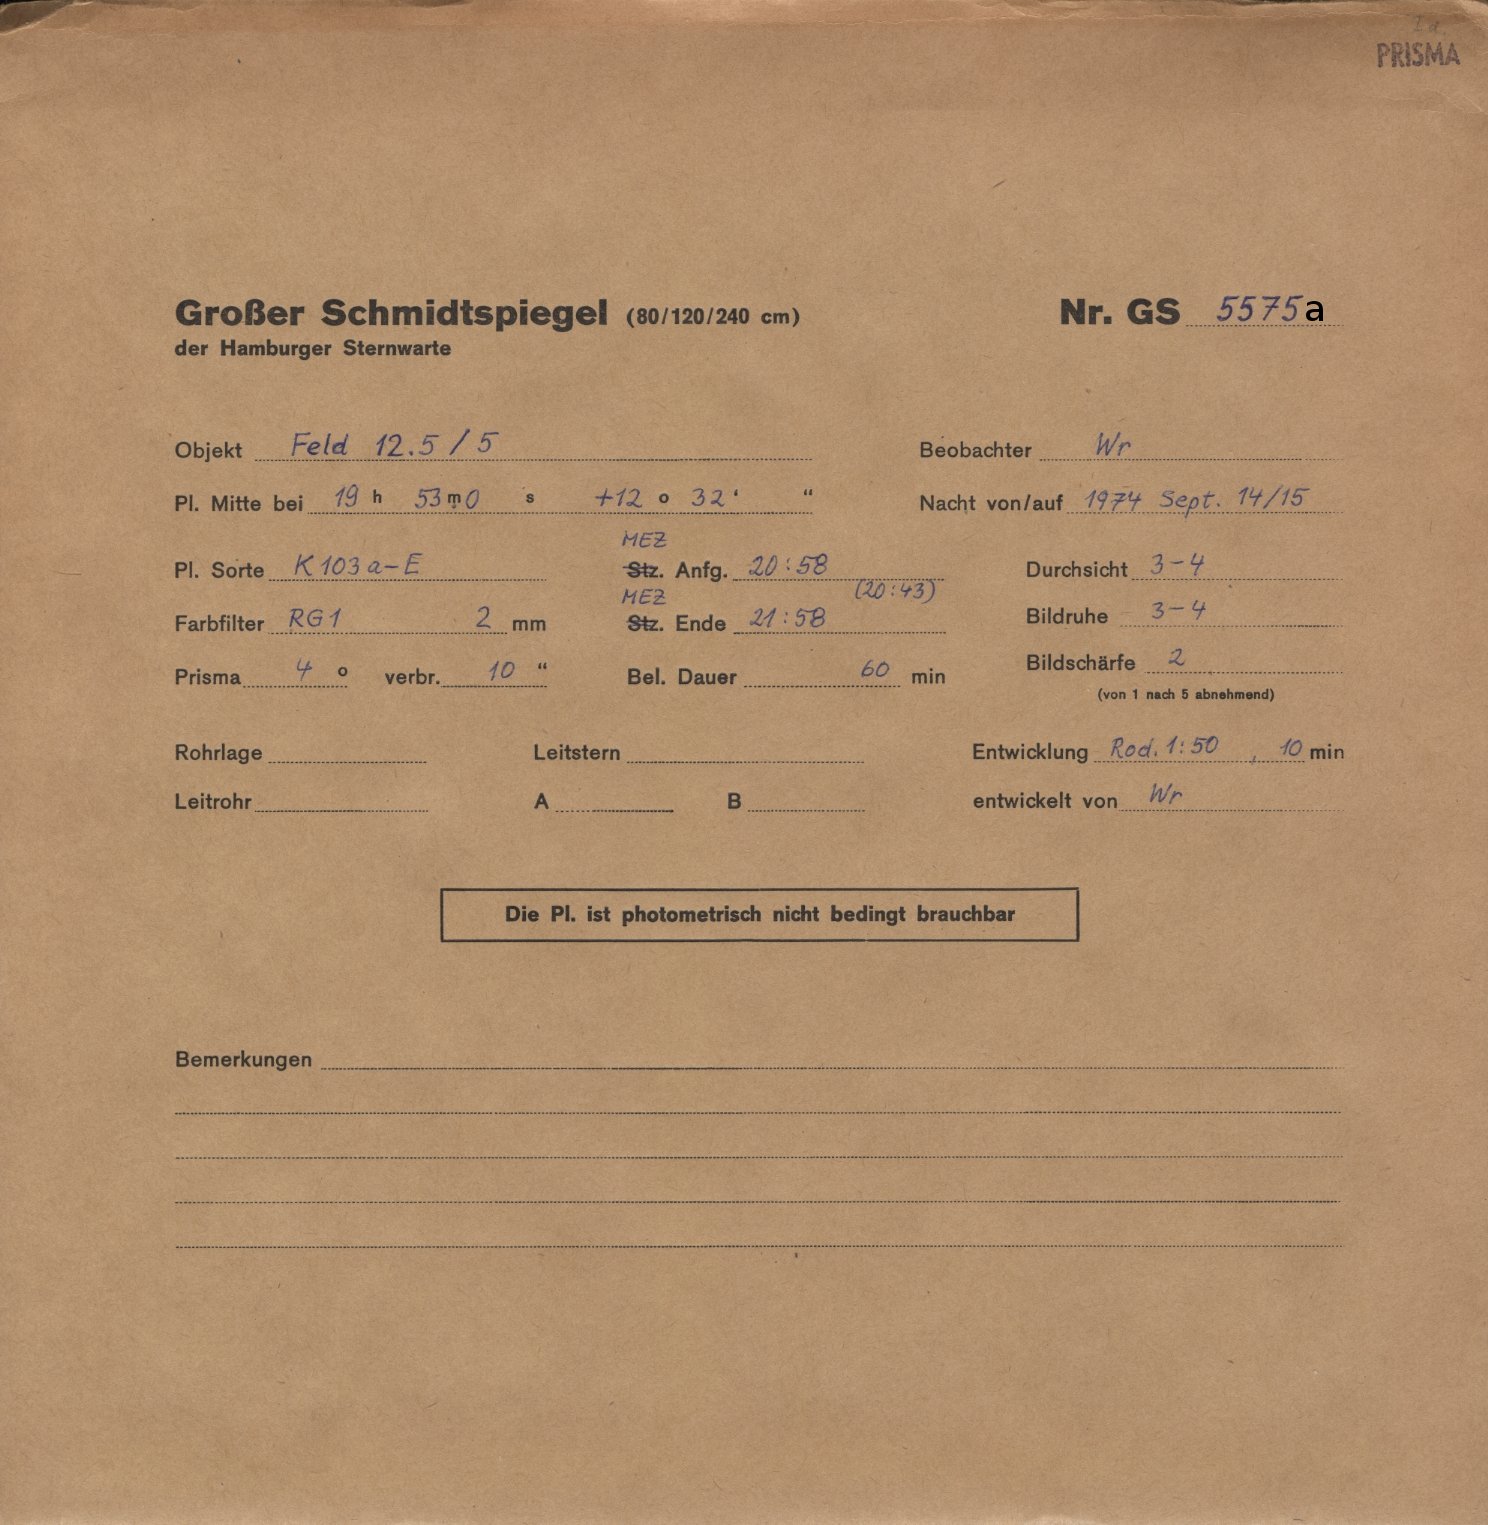 1 d.
PRISMA
Großer Schmidtspiegel (80/120/240 cm) Nr. GS 5575a
der Hamburger Sternwarte
Objekt Feld 12.5 / 5 Beobachter Wr
Pl. Mitte bei 19 h 53 m 0 s +12 o 32 ' “ Nacht von/auf 1974 Sept. 14/15
MEZ
Pl. Sorte K 103 a-E Stz. Anfg. 20:58 Durchsicht 3-4
MEZ (20:43)
Farbfilter RG1 2 mm Stz. Ende 21:58 Bildruhe 3-4
Prisma 4 o verbr. 10 “ Bel. Dauer 60 min Bildschärfe 2
(von 1 nach 5 abnehmend)
Rohrlage Leitstern Entwicklung Rod. 1:50 , 10 min
Leitrohr A B entwickelt von Wr
Die Pl. ist photometrisch nicht bedingt brauchbar
Bemerkungen